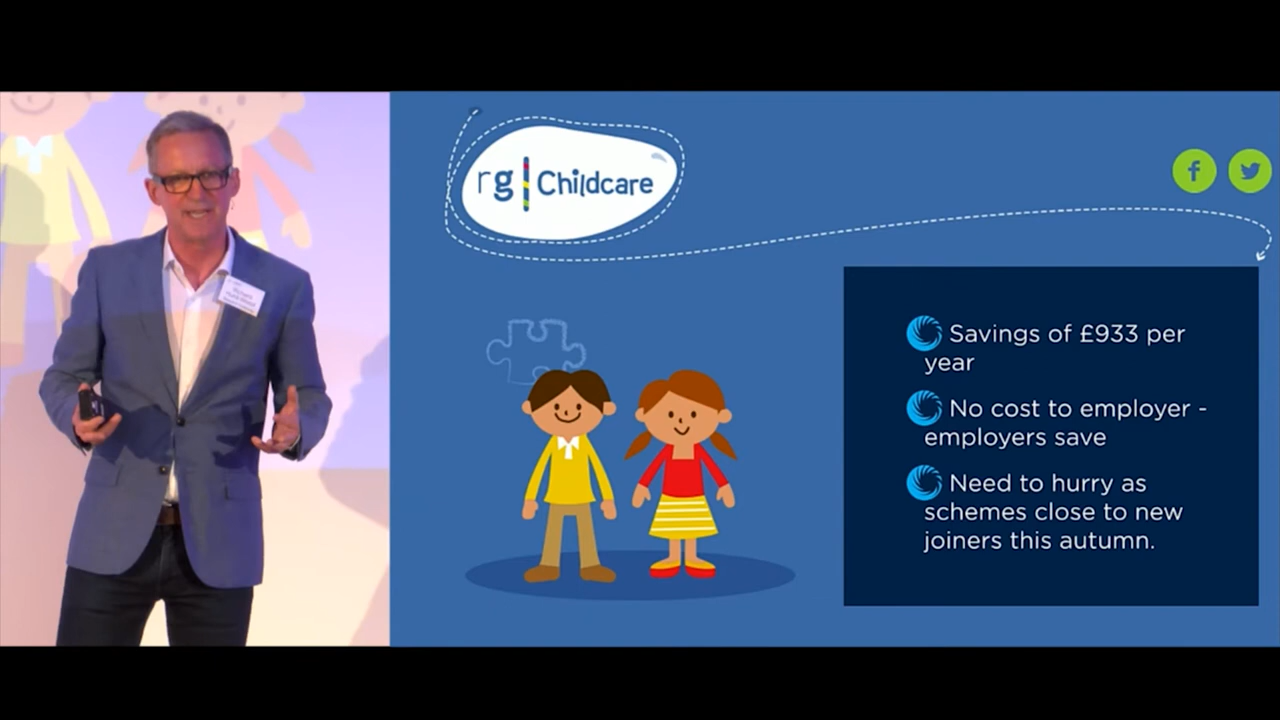 rg Childcare
Savings of £933 per
year
No cost to employer -
employers save
Need to hurry as
schemes close to new
joiners this autumn.